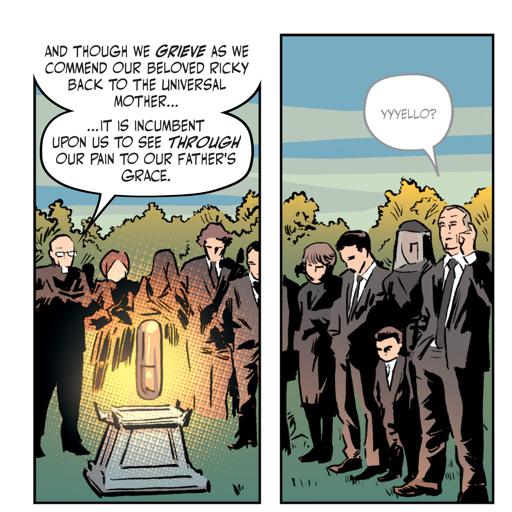 AND THOUGH WE GRIEVE AS WE
COMMEND OUR BELOVED RICKY
BACK TO THE UNIVERSAL
MOTHER...
...IT IS INCUMBENT
UPON US TO SEE THROUGH
OUR PAIN TO OUR FATHER'S
GRACE.
YYYELLO?